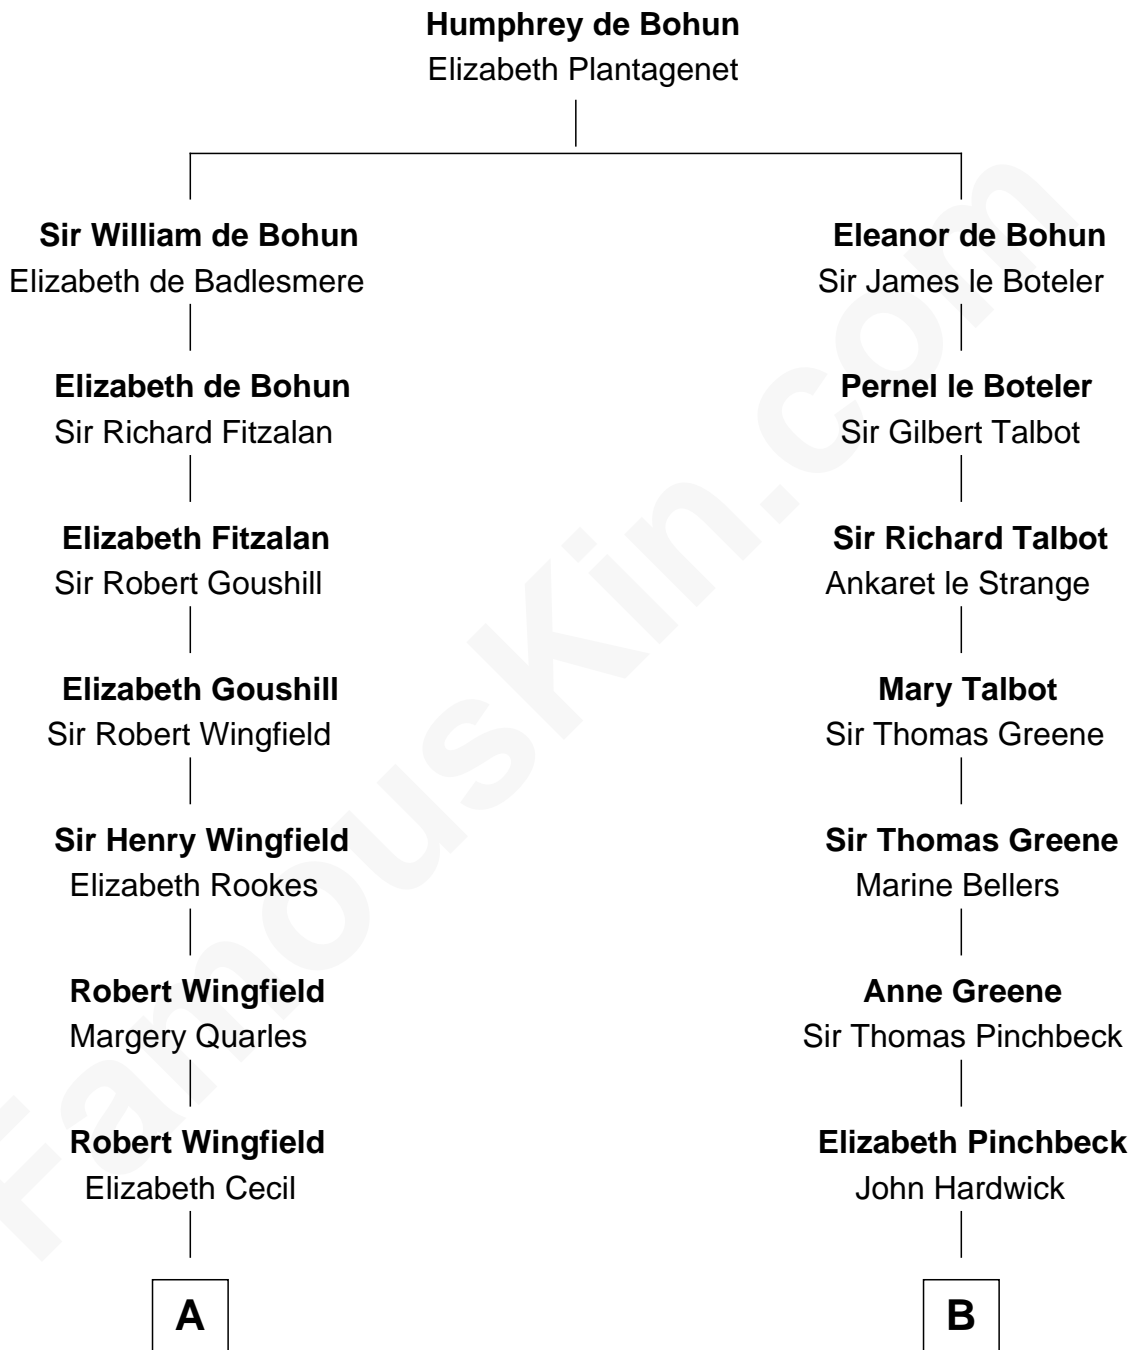 Humphrey de Bohun
Elizabeth Plantagenet
Sir William de Bohun
Elizabeth de Badlesmere
Eleanor de Bohun
Sir James le Boteler
Elizabeth de Bohun
Sir Richard Fitzalan
Pernel le Boteler
Sir Gilbert Talbot
Elizabeth Fitzalan
Sir Robert Goushill
Sir Richard Talbot
Ankaret le Strange
Elizabeth Goushill
Sir Robert Wingfield
Mary Talbot
Sir Thomas Greene
Sir Henry Wingfield
Elizabeth Rookes
Sir Thomas Greene
Marine Bellers
Robert Wingfield
Margery Quarles
Anne Greene
Sir Thomas Pinchbeck
Robert Wingfield
Elizabeth Cecil
Elizabeth Pinchbeck
John Hardwick
A
B
FamousKin.com